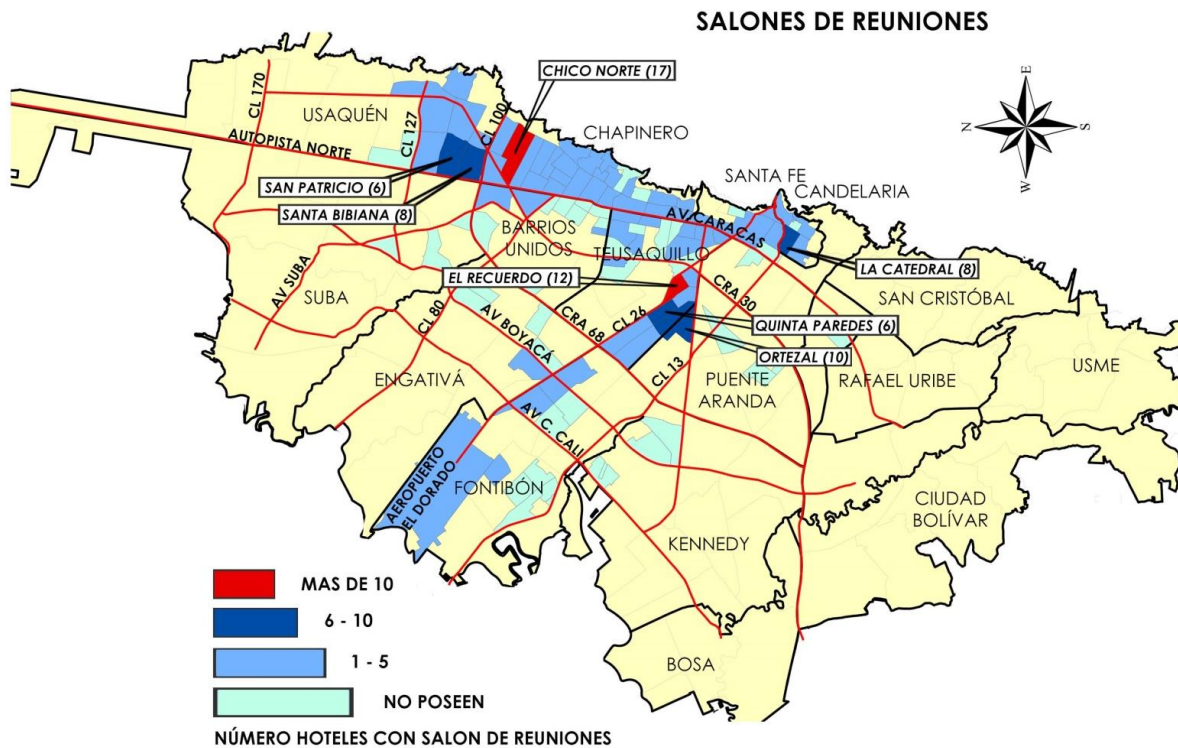 SALONES DE REUNIONES
CHICO NORTE (17)
E
N
S
W
CL 170
USAQUÉN
CL 127
CL 100
CHAPINERO
AUTOPISTA NORTE
SANTA FE
CANDELARIA
SAN PATRICIO (6)
SANTA BIBIANA (8)
BARRIOS
UNIDOS
AV CARACAS
TEUSAQUILLO
LA CATEDRAL (8)
EL RECUERDO (12)
AV SUBA
SUBA
CL 80
AV BOYACÁ
CRA 68
CL 26
CRA 30
SAN CRISTÓBAL
QUINTA PAREDES (6)
ORTEZAL (10)
CL 13
USME
ENGATIVÁ
PUENTE
ARANDA
RAFAEL URIBE
AV C. CALI
AEROPUERTO
EL DORADO
FONTIBÓN
CIUDAD
BOLÍVAR
KENNEDY
BOSA
MAS DE 10
6 - 10
1 - 5
NO POSEEN
NÚMERO HOTELES CON SALON DE REUNIONES